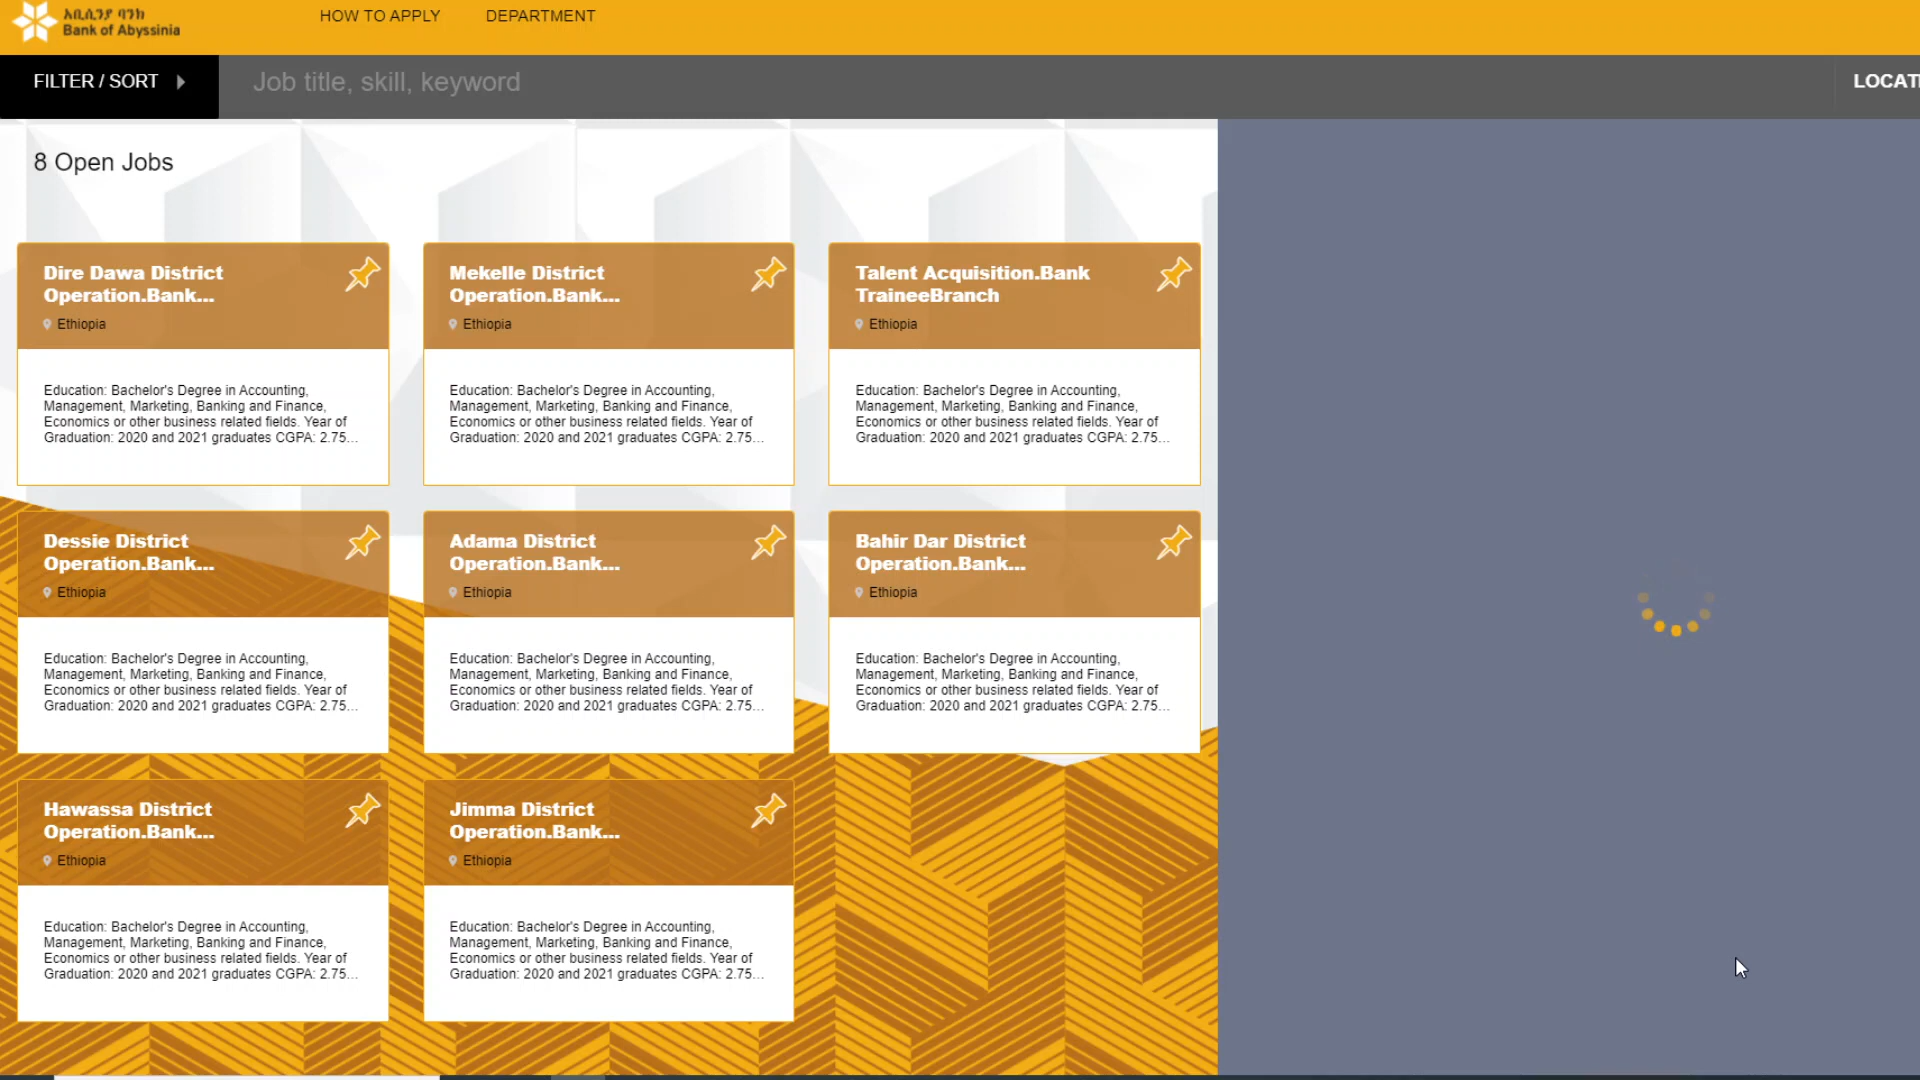 አቢሲንያ ባንክ
Bank of Abyssinia
HOW TO APPLY
DEPARTMENT
FILTER / SORT
Job title, skill, keyword
LOCATI
8 Open Jobs
Dire Dawa District
Operation.Bank...
Ethiopia
Education: Bachelor's Degree in Accounting,
Management, Marketing, Banking and Finance,
Economics or other business related fields. Year of
Graduation: 2020 and 2021 graduates CGPA: 2.75...
Mekelle District
Operation.Bank...
Ethiopia
Education: Bachelor's Degree in Accounting,
Management, Marketing, Banking and Finance,
Economics or other business related fields. Year of
Graduation: 2020 and 2021 graduates CGPA: 2.75...
Talent Acquisition.Bank
TraineeBranch
Ethiopia
Education: Bachelor's Degree in Accounting,
Management, Marketing, Banking and Finance,
Economics or other business related fields. Year of
Graduation: 2020 and 2021 graduates CGPA: 2.75...
Dessie District
Operation.Bank...
Ethiopia
Education: Bachelor's Degree in Accounting,
Management, Marketing, Banking and Finance,
Economics or other business related fields. Year of
Graduation: 2020 and 2021 graduates CGPA: 2.75...
Adama District
Operation.Bank...
Ethiopia
Education: Bachelor's Degree in Accounting,
Management, Marketing, Banking and Finance,
Economics or other business related fields. Year of
Graduation: 2020 and 2021 graduates CGPA: 2.75...
Bahir Dar District
Operation.Bank...
Ethiopia
Education: Bachelor's Degree in Accounting,
Management, Marketing, Banking and Finance,
Economics or other business related fields. Year of
Graduation: 2020 and 2021 graduates CGPA: 2.75...
Hawassa District
Operation.Bank...
Ethiopia
Education: Bachelor's Degree in Accounting,
Management, Marketing, Banking and Finance,
Economics or other business related fields. Year of
Graduation: 2020 and 2021 graduates CGPA: 2.75...
Jimma District
Operation.Bank...
Ethiopia
Education: Bachelor's Degree in Accounting,
Management, Marketing, Banking and Finance,
Economics or other business related fields. Year of
Graduation: 2020 and 2021 graduates CGPA: 2.75...